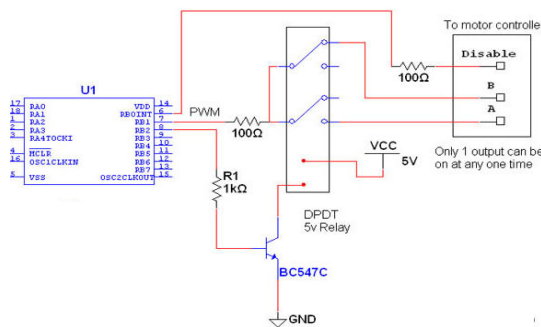 To motor controller
Disable
B
A
100Ω
U1
17 RA0 VDD 14
18 RA1 RB0INT 6
1 RA2 RB1 7
2 RA3 RB2 8
3 RA4TOCKI RB3 9
RB4 10
4 MCLR RB5 11
16 OSC1CLKIN RB6 12
RB7 13
5 VSS OSC2CLKOUT 15
PWM
100Ω
Only 1 output can be
on at any one time
VCC
5V
R1
1kΩ
DPDT
5v Relay
BC547C
GND